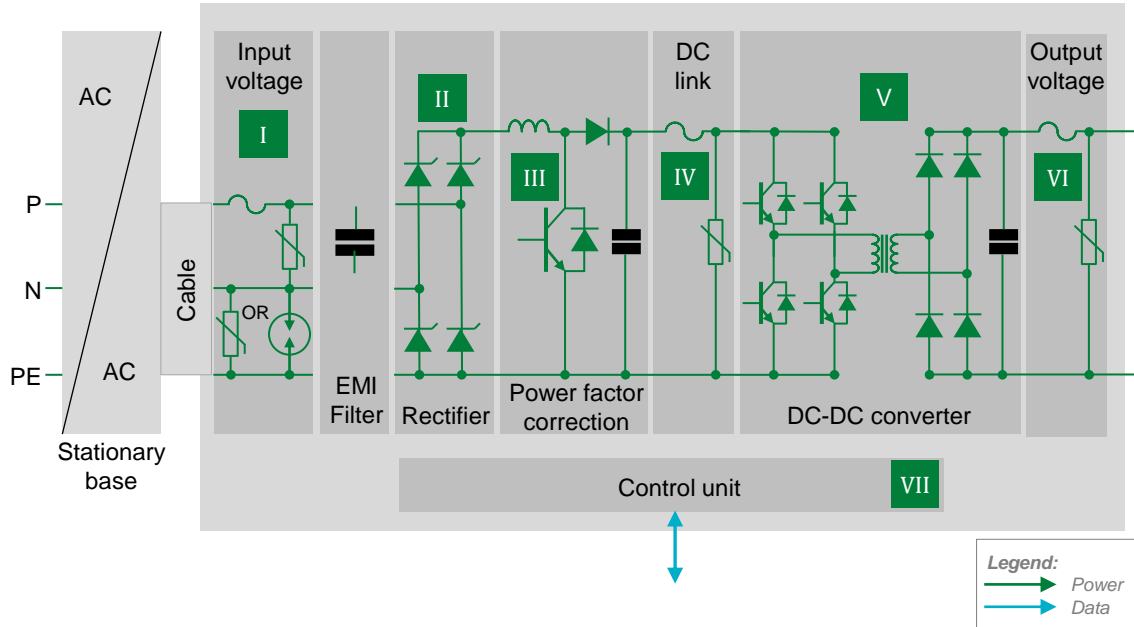 AC
AC
Stationary
base
P
N
PE
Cable
Input
voltage
I
OR
EMI
Filter
II
Rectifier
III
Power factor
correction
DC
link
IV
V
DC-DC converter
Output
voltage
VI
Control unit
VII
Legend:
Power
Data